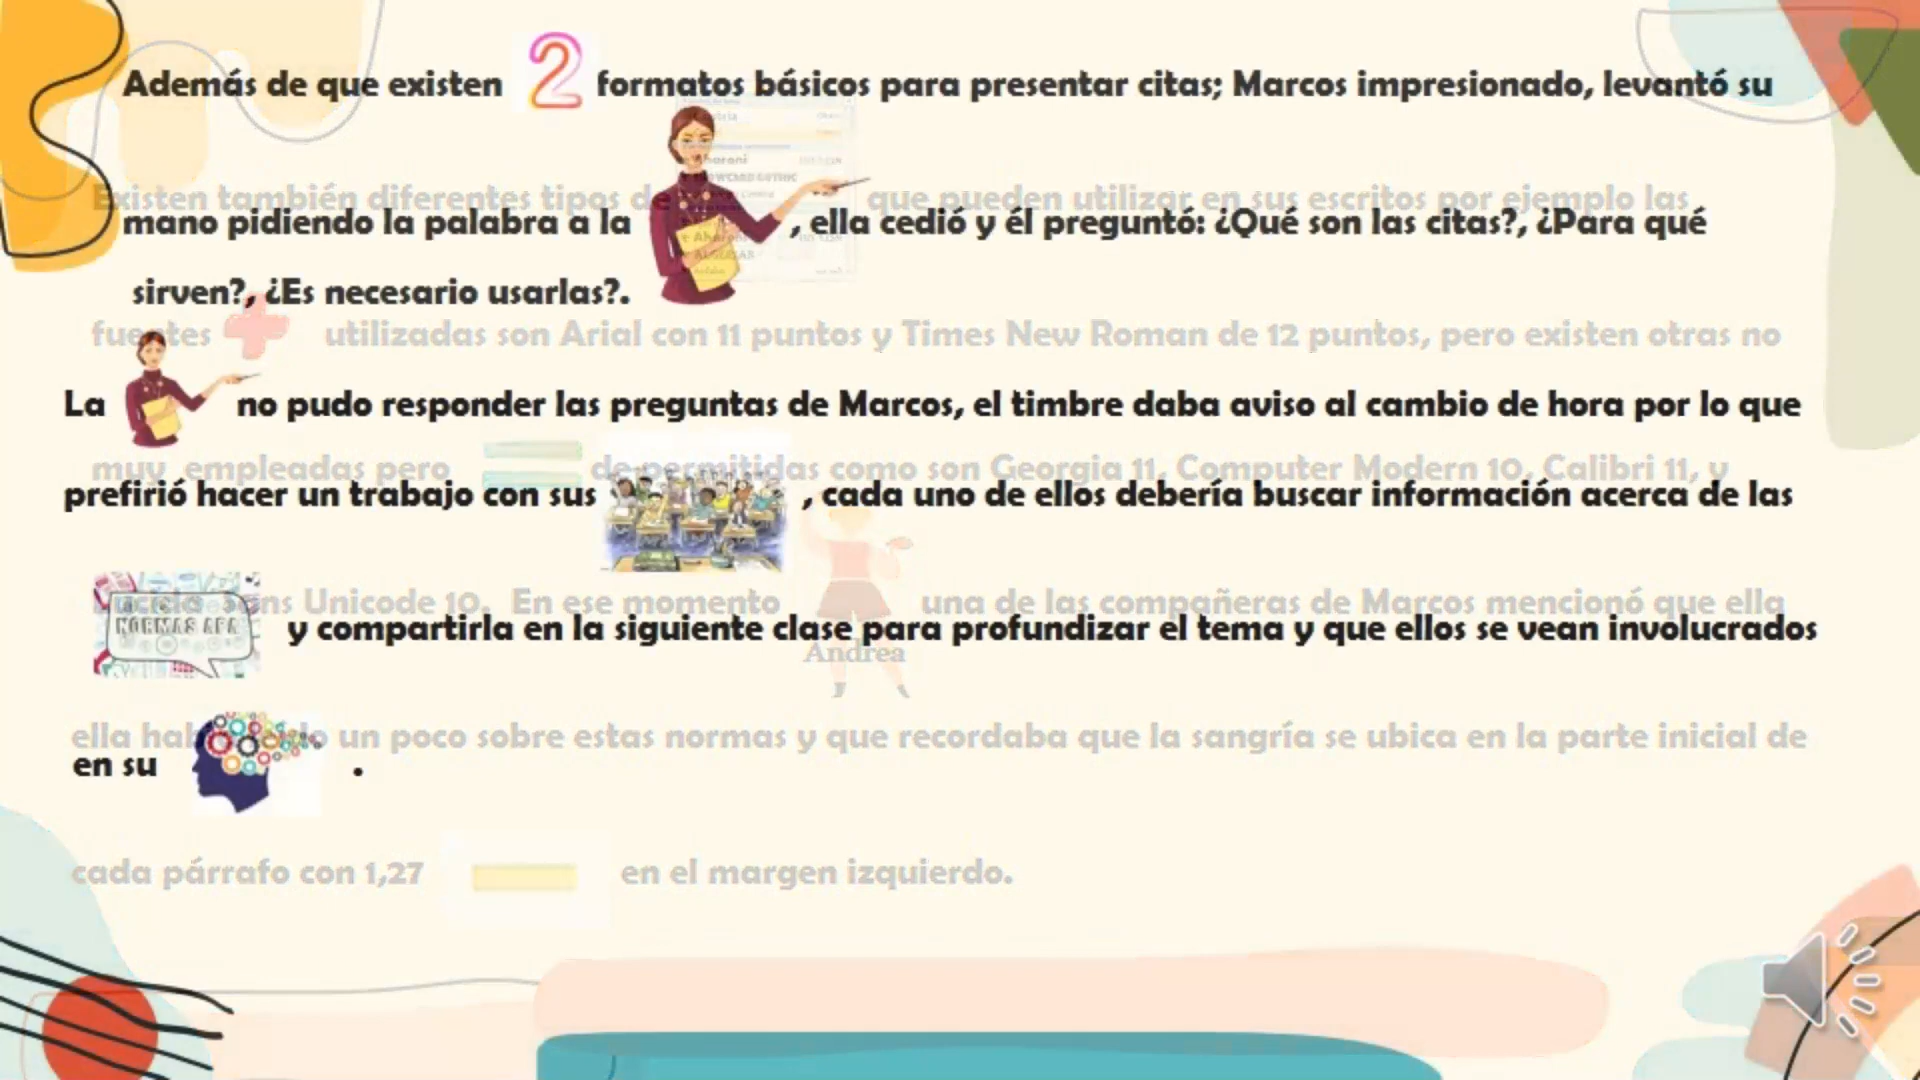 Además de que existen 2 formatos básicos para presentar citas; Marcos impresionado, levantó su
Existen también diferentes tipos de que pueden utilizar en sus escritos por ejemplo las
mano pidiendo la palabra a la , ella cedió y él preguntó: ¿Qué son las citas?, ¿Para qué
sirven?, ¿Es necesario usarlas?.
fuentes utilizadas son Arial con 11 puntos y Times New Roman de 12 puntos, pero existen otras no
La no pudo responder las preguntas de Marcos, el timbre daba aviso al cambio de hora por lo que
muy empleadas pero de permitidas como son Georgia 11, Computer Modern 10, Calibri 11, y
prefirió hacer un trabajo con sus , cada uno de ellos debería buscar información acerca de las
Unicode 10. En ese momento una de las compañeras de Marcos mencionó que ella
NORMAS APA y compartirla en la siguiente clase para profundizar el tema y que ellos se vean involucrados
Andrea
ella un poco sobre estas normas y que recordaba que la sangría se ubica en la parte inicial de
en su .
cada párrafo con 1,27 en el margen izquierdo.